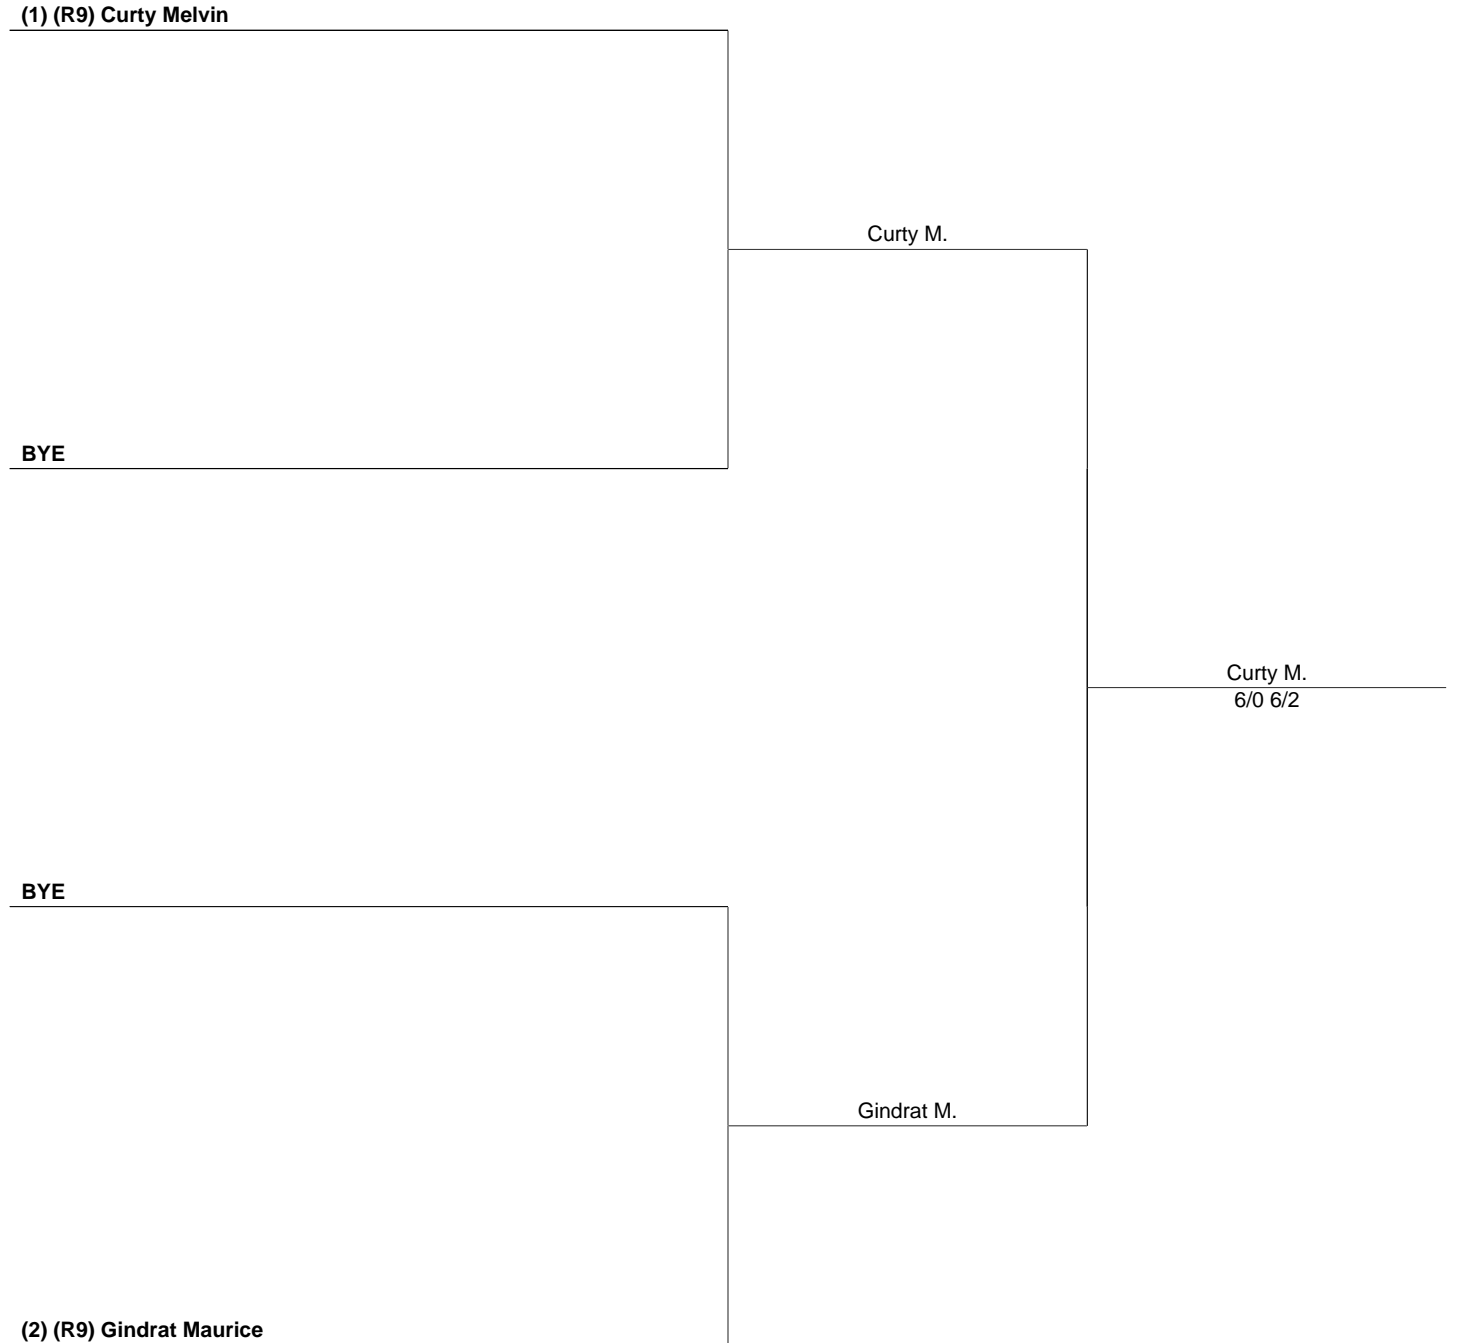 (1) (R9) Curty Melvin
Curty M.
BYE
Curty M.
6/0 6/2
BYE
Gindrat M.
(2) (R9) Gindrat Maurice